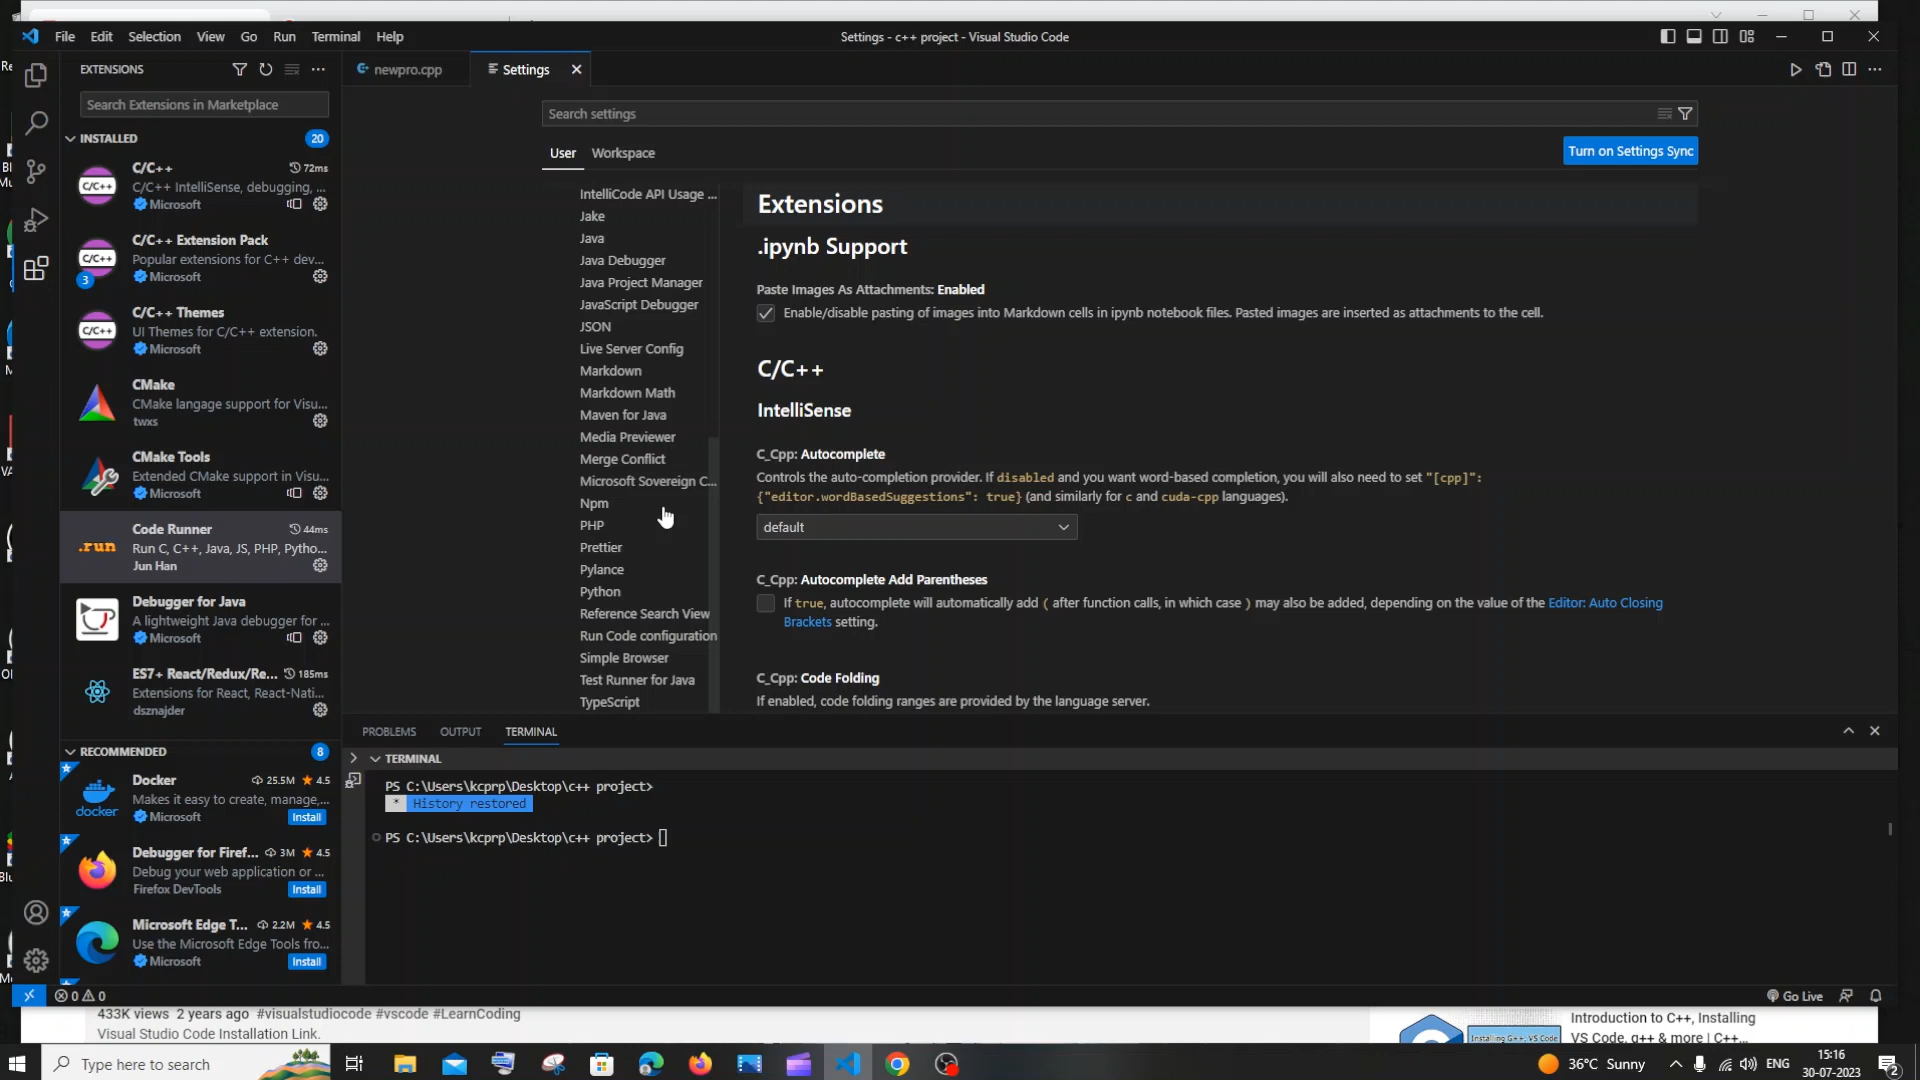 File Edit Selection View Go Run Terminal Help
Settings - c++ project - Visual Studio Code
EXTENSIONS
Search Extensions in Marketplace
INSTALLED 20
C/C++ 72ms
C/C++ IntelliSense, debugging, ...
Microsoft
C/C++ Extension Pack
Popular extensions for C++ dev...
Microsoft
3
C/C++ Themes
UI Themes for C/C++ extension.
Microsoft
CMake
CMake langage support for Visu...
twxs
CMake Tools
Extended CMake support in Visu...
Microsoft
Code Runner 44ms
.run
Run C, C++, Java, JS, PHP, Pytho...
Jun Han
Debugger for Java
A lightweight Java debugger for ...
Microsoft
ES7+ React/Redux/Re... 185ms
Extensions for React, React-Nati...
dsznajder
RECOMMENDED 8
Docker 25.5M 4.5
Makes it easy to create, manage,...
docker
Microsoft Install
Debugger for Firef... 3M 4.5
Debug your web application or ...
Firefox DevTools Install
Microsoft Edge T... 2.2M 4.5
Use the Microsoft Edge Tools fro...
Microsoft Install
newpro.cpp
Settings
Search settings
User Workspace
Turn on Settings Sync
IntelliCode API Usage ...
Jake
Java
Java Debugger
Java Project Manager
JavaScript Debugger
JSON
Live Server Config
Markdown
Markdown Math
Maven for Java
Media Previewer
Merge Conflict
Microsoft Sovereign C...
Npm
PHP
Prettier
Pylance
Python
Reference Search View
Run Code configuration
Simple Browser
Test Runner for Java
TypeScript
Extensions
.ipynb Support
Paste Images As Attachments: Enabled
Enable/disable pasting of images into Markdown cells in ipynb notebook files. Pasted images are inserted as attachments to the cell.
C/C++
IntelliSense
C_Cpp: Autocomplete
Controls the auto-completion provider. If disabled and you want word-based completion, you will also need to set "[cpp]":
{"editor.wordBasedSuggestions": true} (and similarly for c and cuda-cpp languages).
default
C_Cpp: Autocomplete Add Parentheses
If true, autocomplete will automatically add ( after function calls, in which case ) may also be added, depending on the value of the Editor: Auto Closing
Brackets setting.
C_Cpp: Code Folding
If enabled, code folding ranges are provided by the language server.
PROBLEMS OUTPUT TERMINAL
TERMINAL
PS C:\Users\kcprp\Desktop\c++ project>
* History restored
PS C:\Users\kcprp\Desktop\c++ project>
0 0
Go Live
433K views 2 years ago #visualstudiocode #vscode #LearnCoding
Visual Studio Code Installation Link.
Introduction to C++, Installing
VS Code, g++ & more | C++...
Installing G++, VS Code
Type here to search
36°C Sunny
ENG
15:16
30-07-2023
2